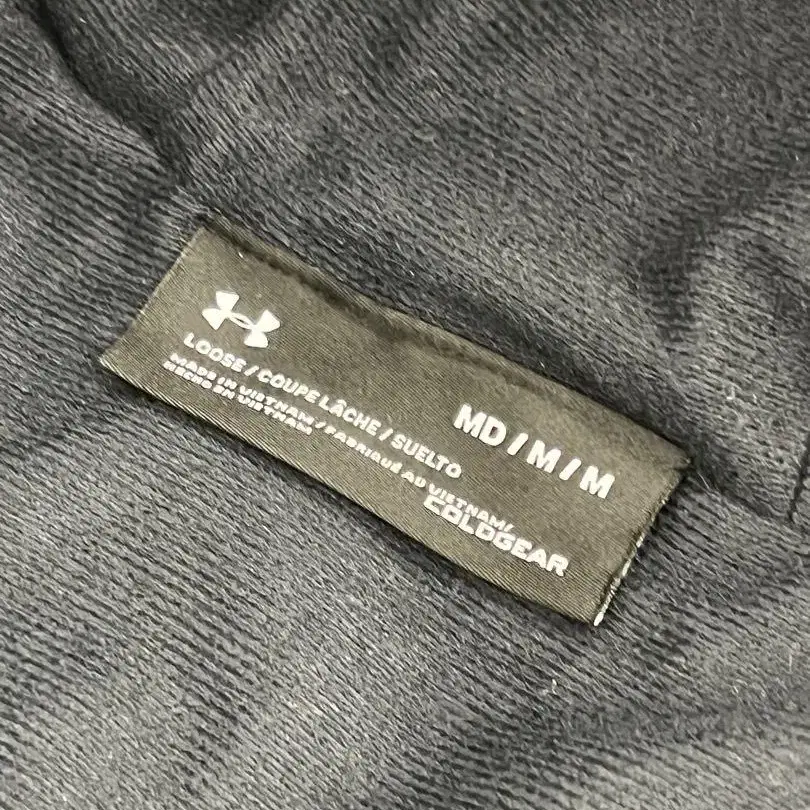 LOOSE / COUPE LÂCHE / SUELTO
MD / M / M
MADE IN VIETNAM / FABRIQUÉ AU VIETNAM/
HECHO EN VIETNAM
COLDGEAR